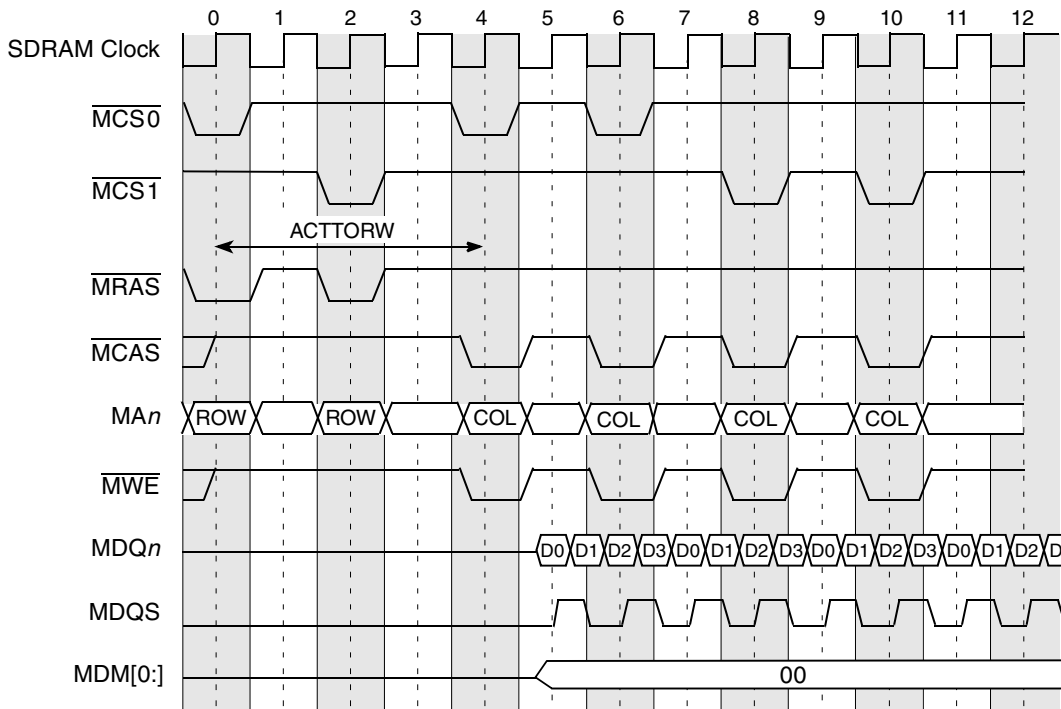 0 1 2 3 4 5 6 7 8 9 10 11 12
SDRAM Clock
MCS0
MCS1
ACTTORW
MRAS
MCAS
MAn ROW ROW COL COL COL COL
MWE
MDQn D0 D1 D2 D3 D0 D1 D2 D3 D0 D1 D2 D3 D0 D1 D2 D
MDQS
MDM[0:] 00